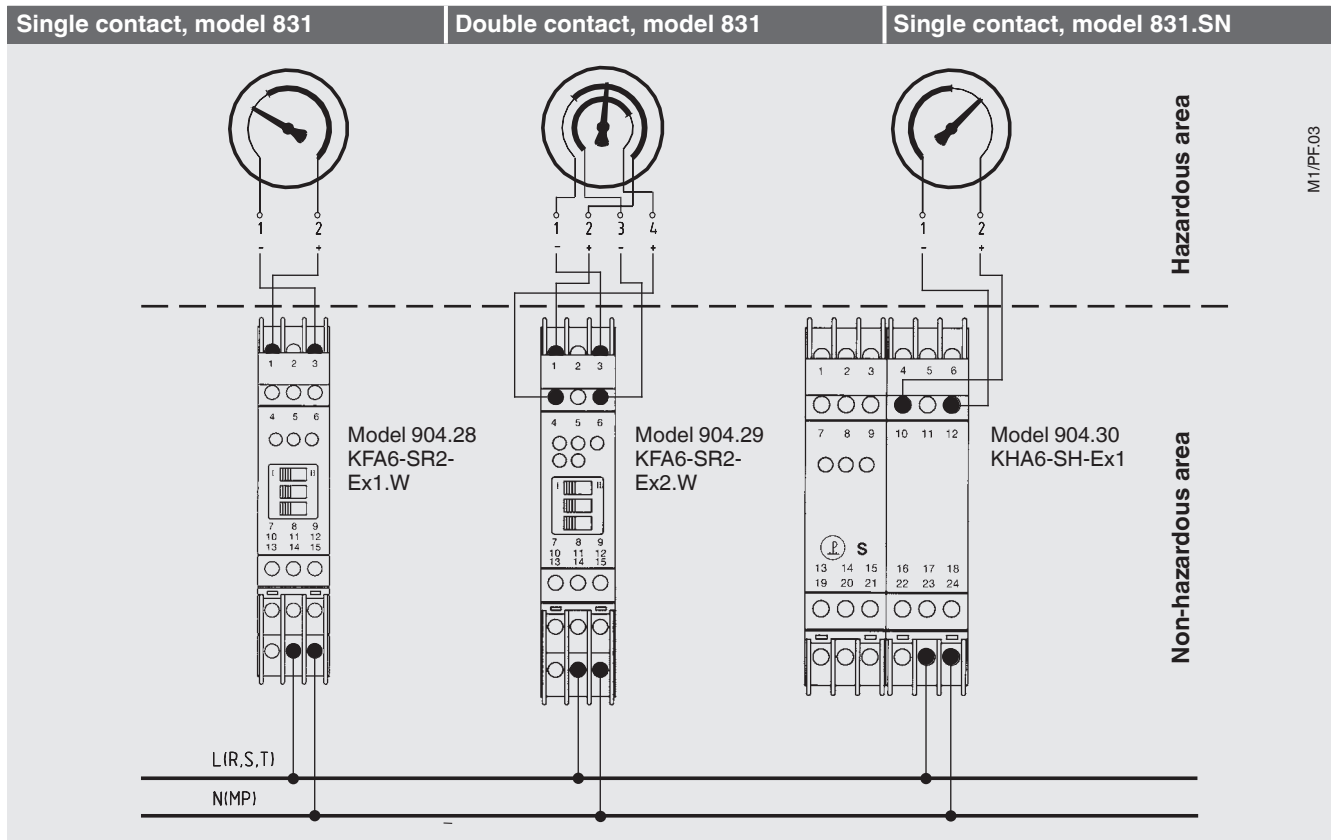 Single contact, model 831
Double contact, model 831
Single contact, model 831.SN
Hazardous area
M1/PF.03
1 2
- +
1 2 3 4
- + - +
1 2
- +
1 2 3
4 5 6
Model 904.28
KFA6-SR2-
Ex1.W
I II
7 8 9
10 11 12
13 14 15
1 2 3
4 5 6
Model 904.29
KFA6-SR2-
Ex2.W
I II
7 8 9
10 11 12
13 14 15
1 2 3 4 5 6
7 8 9 10 11 12
Model 904.30
KHA6-SH-Ex1
S
13 14 15 16 17 18
19 20 21 22 23 24
Non-hazardous area
L(R,S,T)
N(MP)